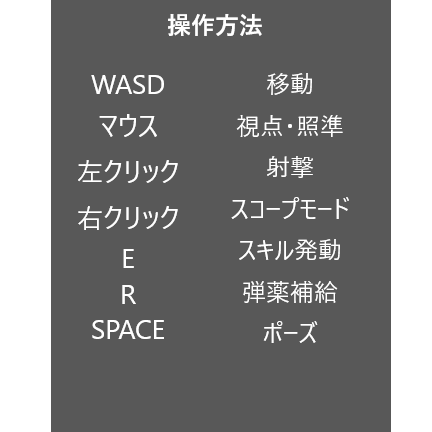 操作方法
WASD 移動
マウス 視点・照準
左クリック 射撃
右クリック スコープモード
E スキル発動
R 弾薬補給
SPACE ポーズ